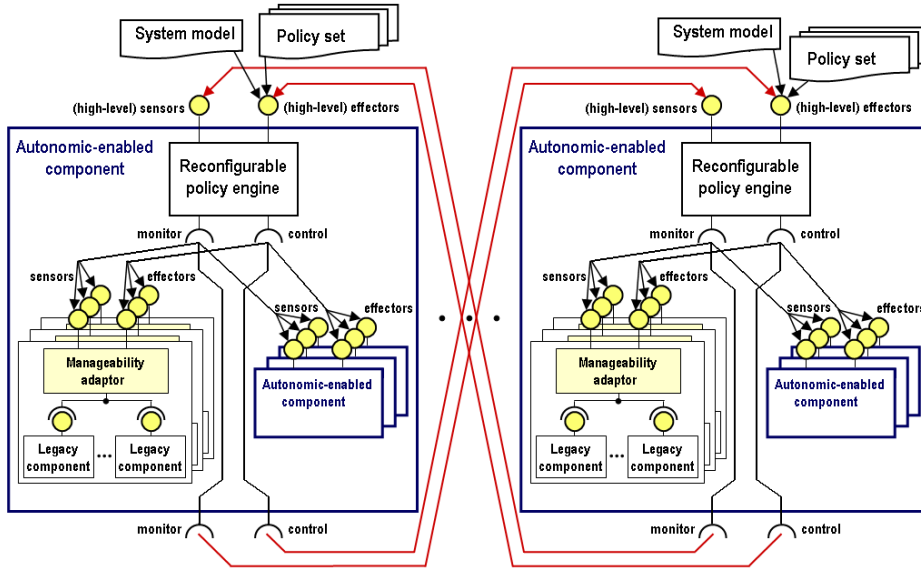 System model
Policy set
(high-level) sensors
(high-level) effectors
Autonomic-enabled
component
Reconfigurable
policy engine
monitor
control
sensors
effectors
sensors
effectors
Manageability
adaptor
Autonomic-enabled
component
Legacy
component
...
Legacy
component
monitor
control
. . .
System model
Policy set
(high-level) sensors
(high-level) effectors
Autonomic-enabled
component
Reconfigurable
policy engine
monitor
control
sensors
effectors
sensors
effectors
Manageability
adaptor
Autonomic-enabled
component
Legacy
component
...
Legacy
component
monitor
control